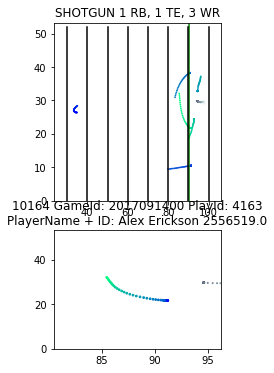 SHOTGUN 1 RB, 1 TE, 3 WR
50
40
30
20
10
0
40 60 80 100
10164 GameId: 2017091400 PlayId: 4163
PlayerName + ID: Alex Erickson 2556519.0
40
20
0
85 90 95